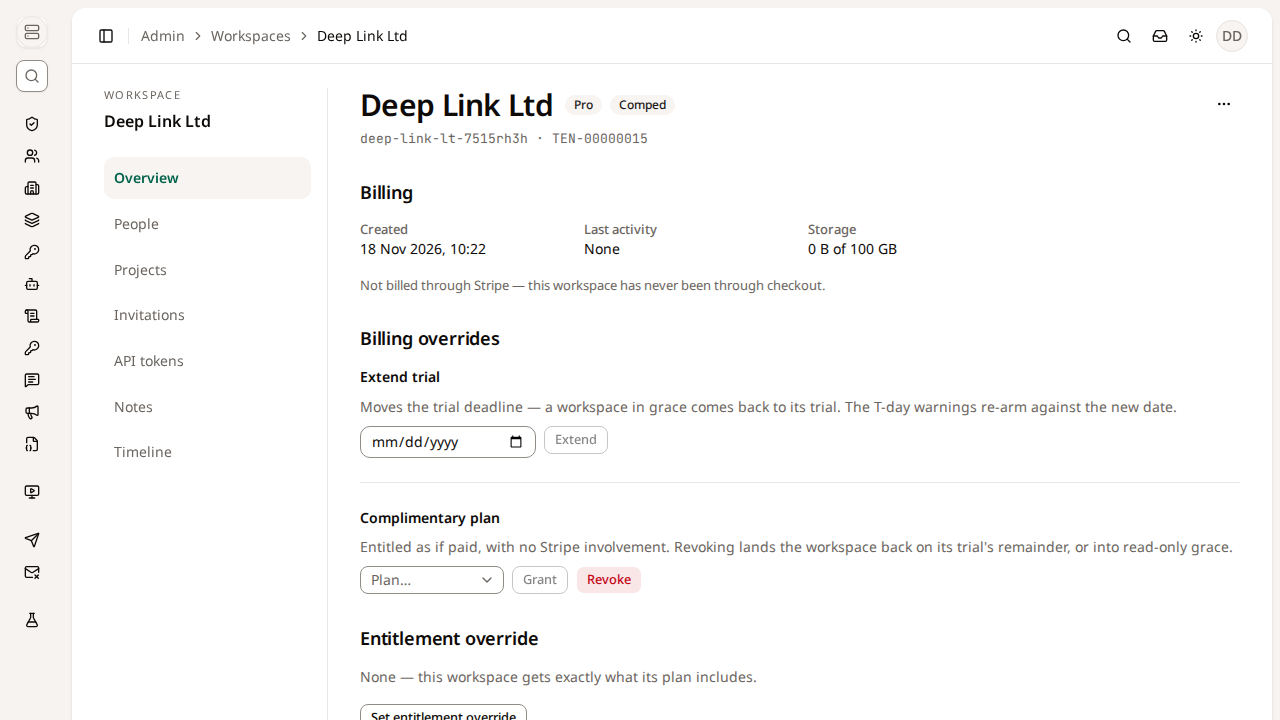 Admin > Workspaces > Deep Link Ltd
DD
WORKSPACE
Deep Link Ltd
Overview
People
Projects
Invitations
API tokens
Notes
Timeline
Deep Link Ltd Pro Comped
deep-link-lt-7515rh3h · TEN-00000015
Billing
Created Last activity Storage
18 Nov 2026, 10:22 None 0 B of 100 GB
Not billed through Stripe — this workspace has never been through checkout.
Billing overrides
Extend trial
Moves the trial deadline — a workspace in grace comes back to its trial. The T-day warnings re-arm against the new date.
mm/dd/yyyy Extend
Complimentary plan
Entitled as if paid, with no Stripe involvement. Revoking lands the workspace back on its trial's remainder, or into read-only grace.
Plan... Grant Revoke
Entitlement override
None — this workspace gets exactly what its plan includes.
Set entitlement override